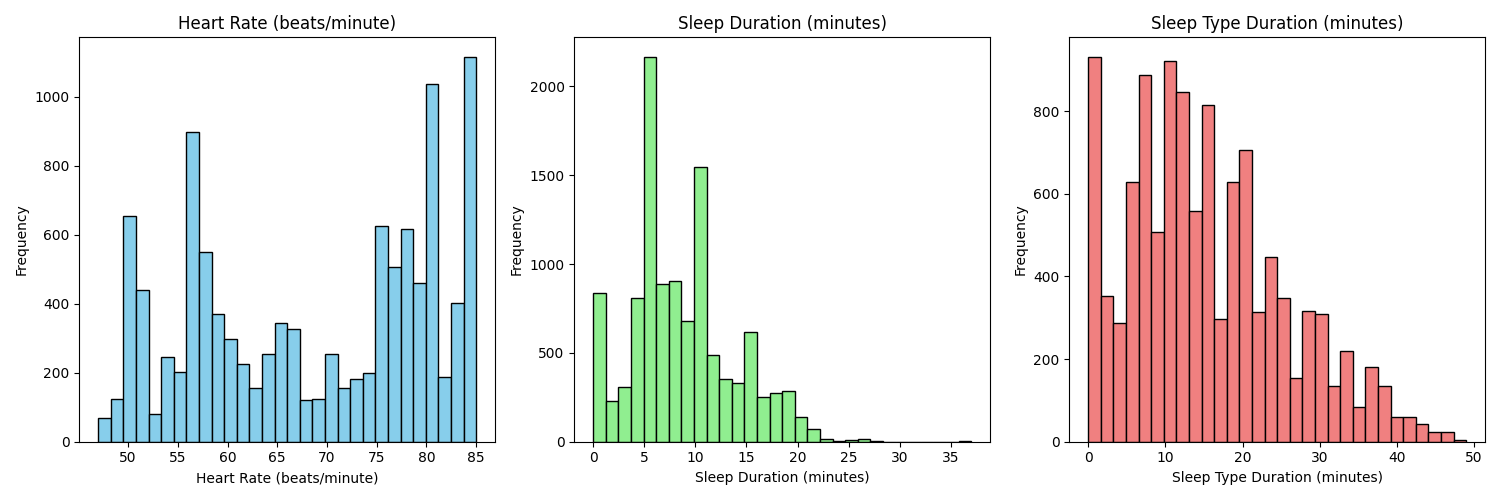 Heart Rate (beats/minute)
Frequency
1000
800
600
400
200
0
50 55 60 65 70 75 80 85
Heart Rate (beats/minute)
Sleep Duration (minutes)
Frequency
2000
1500
1000
500
0
0 5 10 15 20 25 30 35
Sleep Duration (minutes)
Sleep Type Duration (minutes)
Frequency
800
600
400
200
0
0 10 20 30 40 50
Sleep Type Duration (minutes)